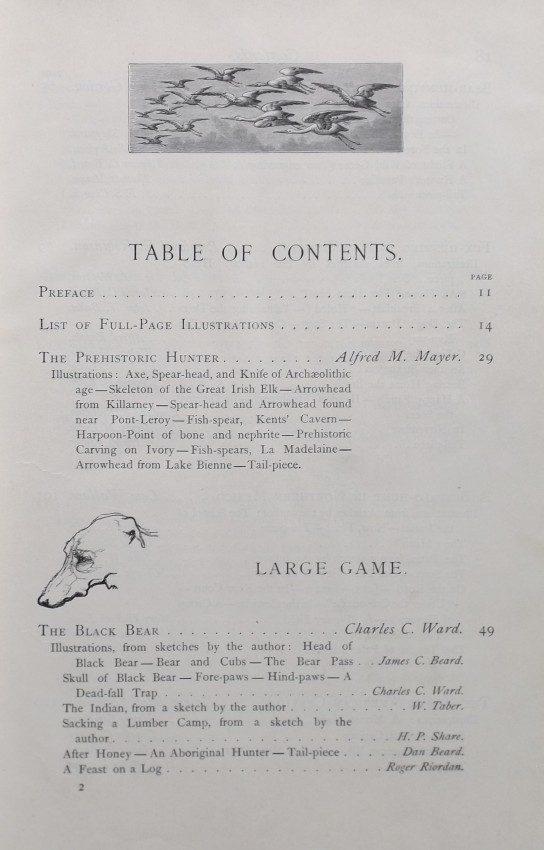 TABLE OF CONTENTS.
PAGE
PREFACE . . . . . . . . . . . . . . . . . . . . . . . . . . . . . . 11
LIST OF FULL-PAGE ILLUSTRATIONS . . . . . . . . . . . . . . . . 14
THE PREHISTORIC HUNTER . . . . . . . . . Alfred M. Mayer. 29
Illustrations: Axe, Spear-head, and Knife of Archæolithic
age—Skeleton of the Great Irish Elk—Arrowhead
from Killarney—Spear-head and Arrowhead found
near Pont-Leroy—Fish-spear, Kents' Cavern—
Harpoon-Point of bone and nephrite—Prehistoric
Carving on Ivory—Fish-spears, La Madelaine—
Arrowhead from Lake Bienne—Tail-piece.
LARGE GAME.
THE BLACK BEAR . . . . . . . . . . . . . . . Charles C. Ward. 49
Illustrations, from sketches by the author: Head of
Black Bear—Bear and Cubs—The Bear Pass . . James C. Beard.
Skull of Black Bear—Fore-paws—Hind-paws—A
Dead-fall Trap . . . . . . . . . . . . . . . . . Charles C. Ward.
The Indian, from a sketch by the author . . . . . . . . . . W. Taber.
Sacking a Lumber Camp, from a sketch by the
author . . . . . . . . . . . . . . . . . . . . . . . . H. P. Share.
After Honey—An Aboriginal Hunter—Tail-piece . . . . . Dan Beard.
A Feast on a Log . . . . . . . . . . . . . . . . . . Roger Riordan.
2